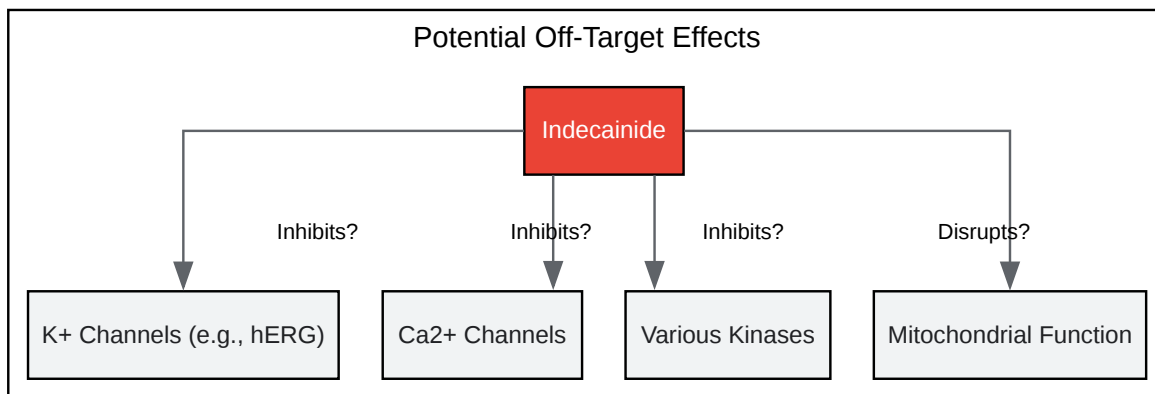 Potential Off-Target Effects
Indecainide
Inhibits?
Inhibits?
Inhibits?
Disrupts?
K+ Channels (e.g., hERG)
Ca2+ Channels
Various Kinases
Mitochondrial Function